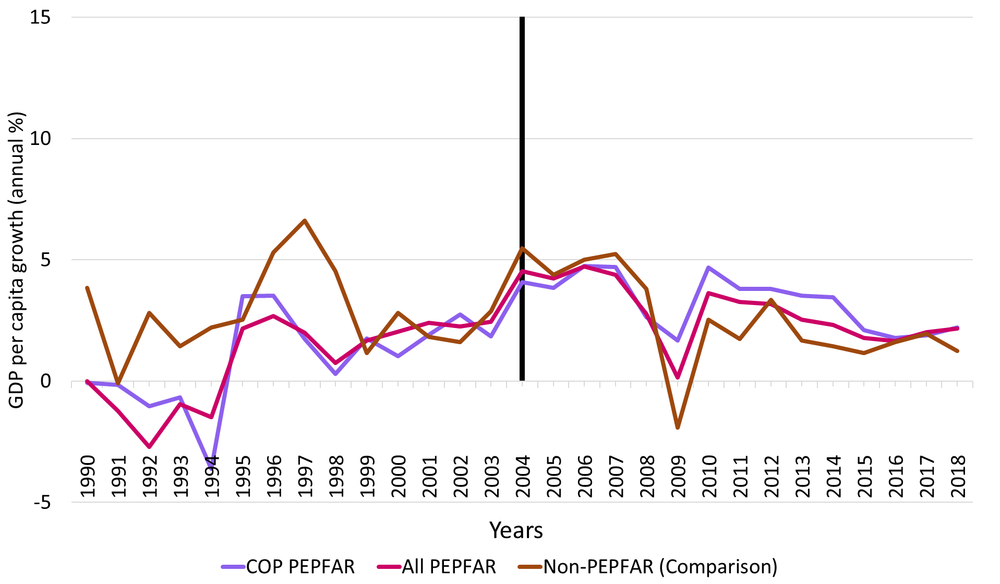 GDP per capita growth (annual %)
15
10
5
0
-5
1990 1991 1992 1993 1994 1995 1996 1997 1998 1999 2000 2001 2002 2003 2004 2005 2006 2007 2008 2009 2010 2011 2012 2013 2014 2015 2016 2017 2018
Years
COP PEPFAR All PEPFAR Non-PEPFAR (Comparison)